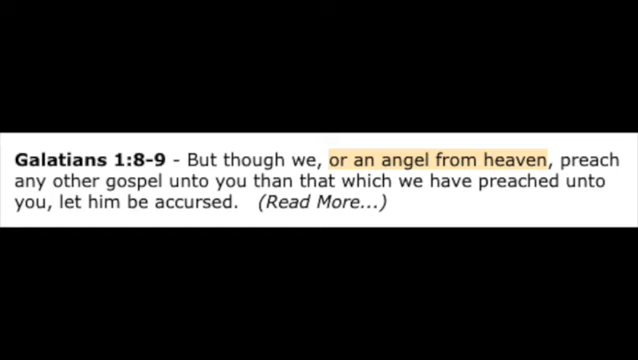 Galatians 1:8-9 - But though we, or an angel from heaven, preach
any other gospel unto you than that which we have preached unto
you, let him be accursed. (Read More...)